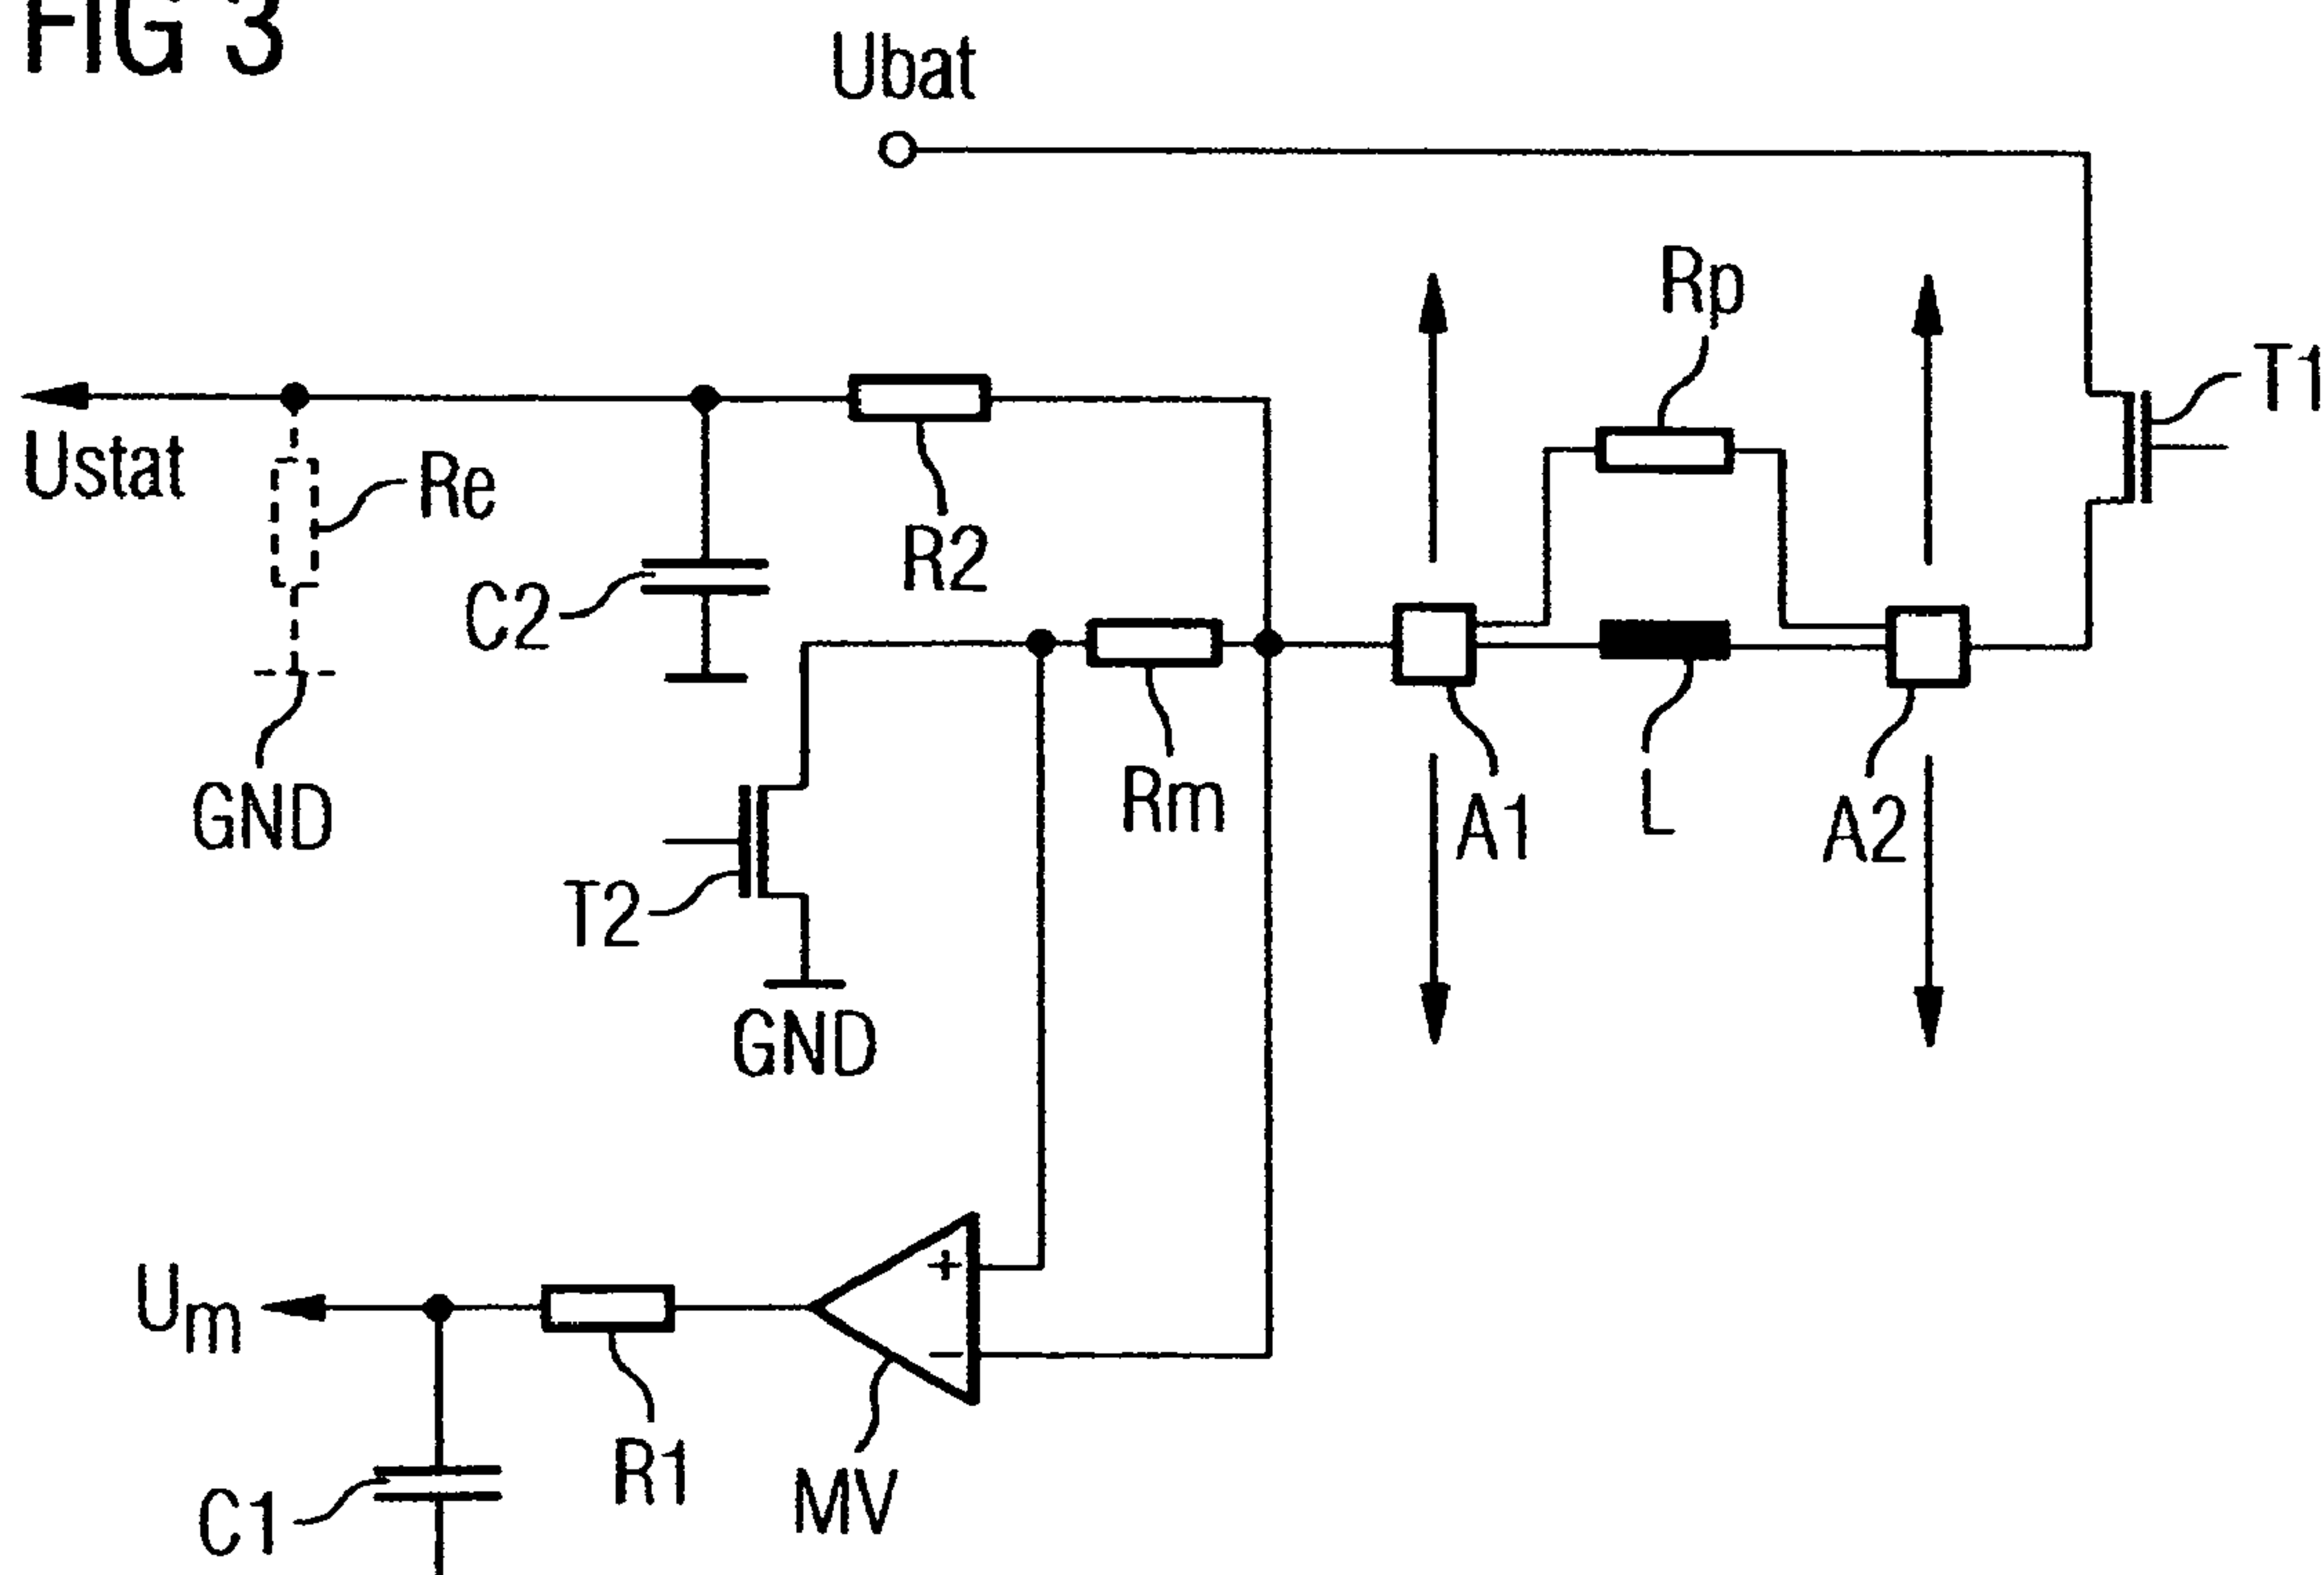 FIG 3
Ubat
Rp
T1
Ustat
Re
R2
C2
GND
Rm
A1
L
A2
T2
GND
+
Um
−
R1
MV
C1